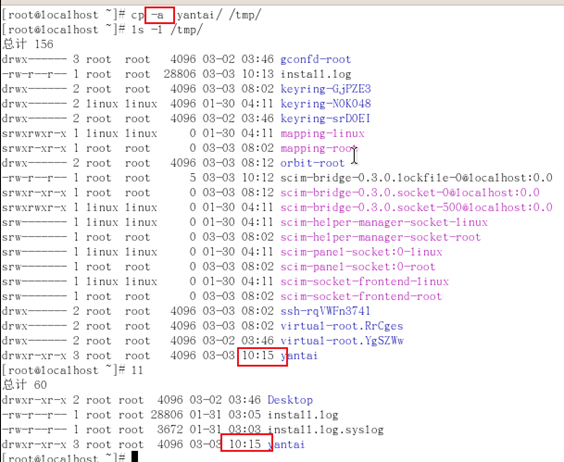 [root@localhost ~]# cp -a yantai/ /tmp/
[root@localhost ~]# ls -l /tmp/
总计 156
drwx------ 3 root root 4096 03-02 03:46 gconfd-root
-rw-r--r-- 1 root root 28806 03-03 10:13 install.log
drwx------ 2 root root 4096 03-03 08:02 keyring-GjPZE3
drwx------ 2 linux linux 4096 01-30 04:11 keyring-NOK048
drwx------ 2 root root 4096 03-02 03:46 keyring-srDOEI
srwxrwxr-x 1 linux linux 0 01-30 04:11 mapping-linux
srwxr-xr-x 1 root root 0 03-03 08:02 mapping-root
drwx------ 2 root root 4096 03-03 08:12 orbit-root
-rw-r--r-- 1 root root 5 03-03 10:12 scim-bridge-0.3.0.lockfile-0@localhost:0.0
srwxr-xr-x 1 root root 0 03-03 08:02 scim-bridge-0.3.0.socket-0@localhost:0.0
srwxrwxr-x 1 linux linux 0 01-30 04:11 scim-bridge-0.3.0.socket-500@localhost:0.0
srw------- 1 linux linux 0 01-30 04:11 scim-helper-manager-socket-linux
srw------- 1 root root 0 03-03 08:02 scim-helper-manager-socket-root
srw------- 1 linux linux 0 01-30 04:11 scim-panel-socket:0-linux
srw------- 1 root root 0 03-03 08:02 scim-panel-socket:0-root
srw------- 1 linux linux 0 01-30 04:11 scim-socket-frontend-linux
srw------- 1 root root 0 03-03 08:02 scim-socket-frontend-root
drwx------ 2 root root 4096 03-03 08:02 ssh-rqVWFn3741
drwx------ 2 root root 4096 03-03 08:02 virtual-root.RrCges
drwx------ 2 root root 4096 03-02 03:46 virtual-root.YgSZWw
drwxr-xr-x 3 root root 4096 03-03 10:15 yantai
[root@localhost ~]# ll
总计 60
drwxr-xr-x 2 root root 4096 03-02 03:46 Desktop
-rw-r--r-- 1 root root 28806 01-31 03:05 install.log
-rw-r--r-- 1 root root 3672 01-31 03:03 install.log.syslog
drwxr-xr-x 3 root root 4096 03-03 10:15 yantai
[root@localhost ~]#